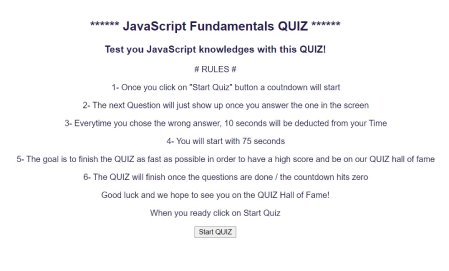 ****** JavaScript Fundamentals QUIZ ******
Test you JavaScript knowledges with this QUIZ!
# RULES #
1- Once you click on "Start Quiz" button a coutndown will start
2- The next Question will just show up once you answer the one in the screen
3- Everytime you chose the wrong answer, 10 seconds will be deducted from your Time
4- You will start with 75 seconds
5- The goal is to finish the QUIZ as fast as possible in order to have a high score and be on our QUIZ hall of fame
6- The QUIZ will finish once the questions are done / the countdown hits zero
Good luck and we hope to see you on the QUIZ Hall of Fame!
When you ready click on Start Quiz
Start QUIZ